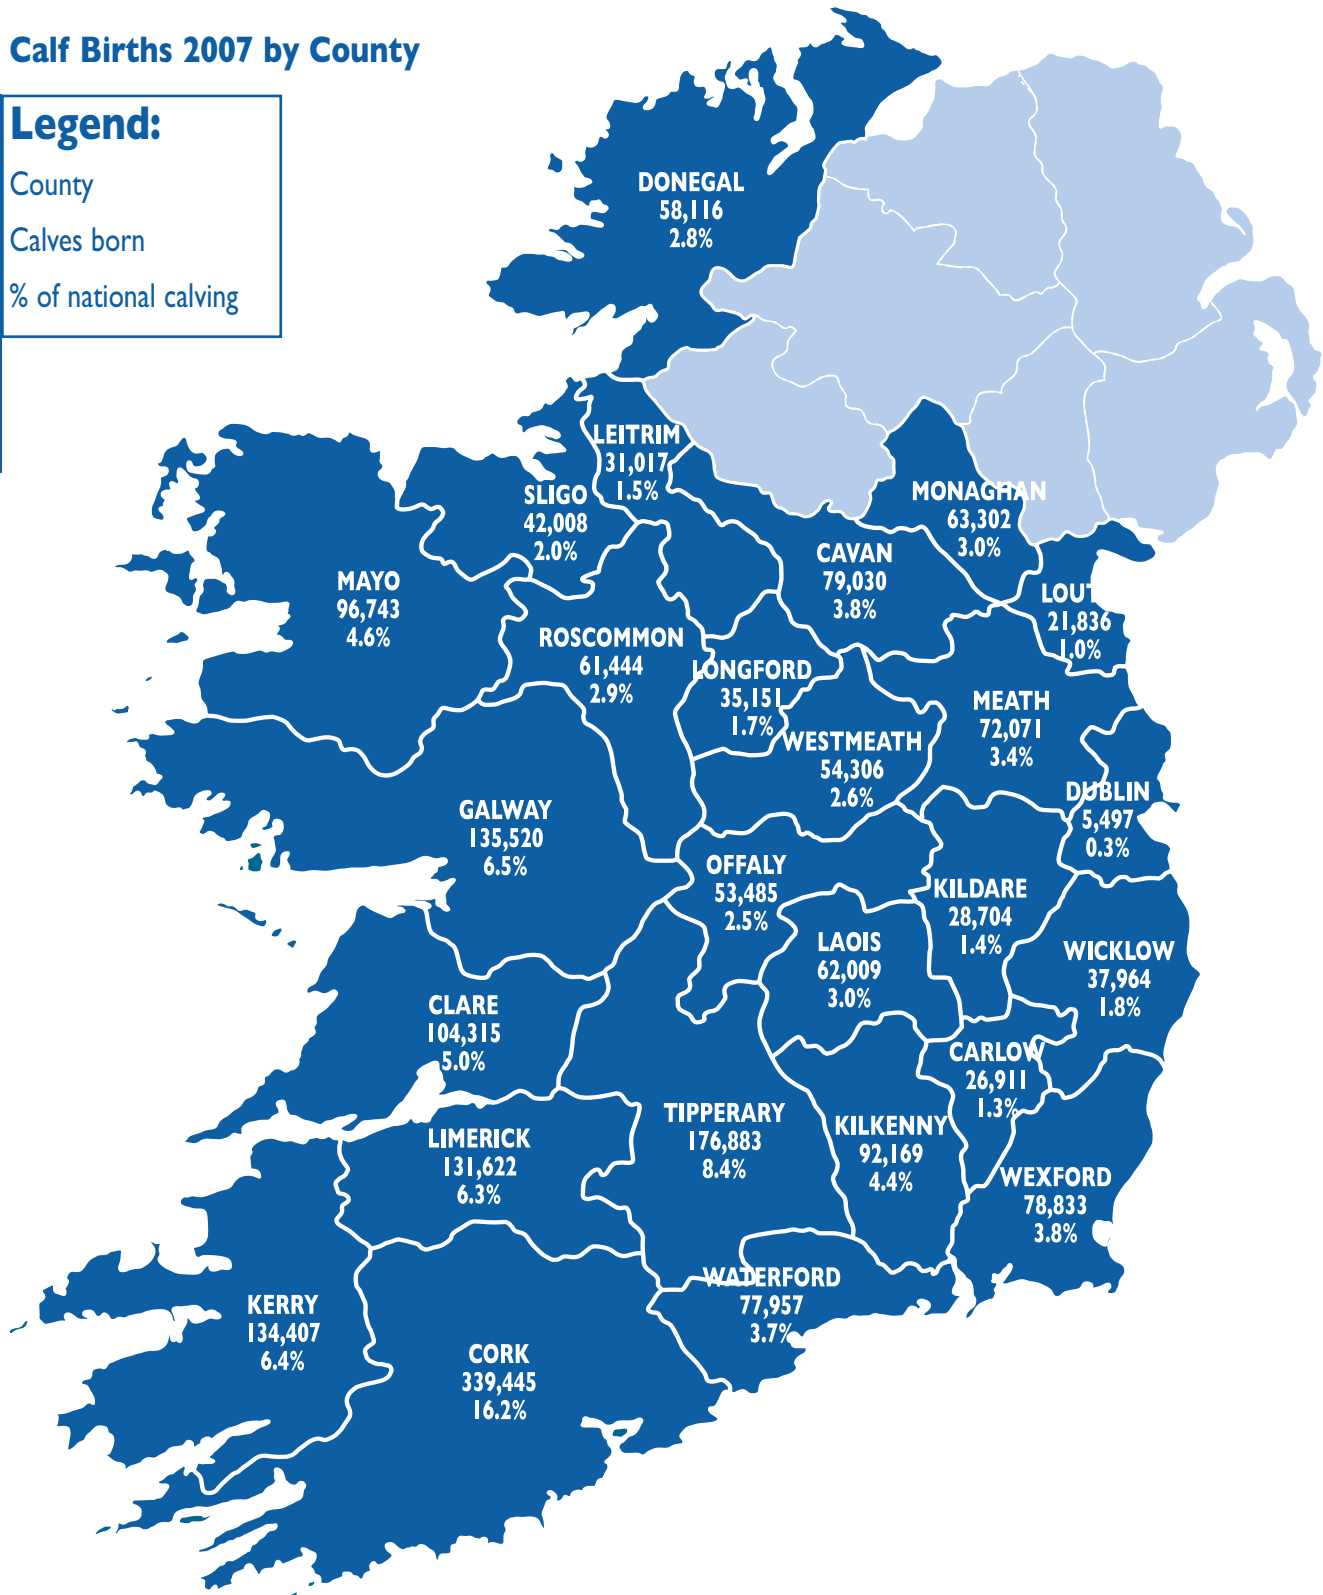 Calf Births 2007 by County
Legend:
County
Calves born
% of national calving
DONEGAL
58,116
2.8%
LEITRIM
31,017
1.5%
SLIGO
42,008
2.0%
MONAGHAN
63,302
3.0%
CAVAN
79,030
3.8%
MAYO
96,743
4.6%
LOUT
21,836
1.0%
ROSCOMMON
61,444
2.9%
LONGFORD
35,151
1.7%
MEATH
72,071
3.4%
WESTMEATH
54,306
2.6%
DUBLIN
5,497
0.3%
GALWAY
135,520
6.5%
OFFALY
53,485
2.5%
KILDARE
28,704
1.4%
LAOIS
62,009
3.0%
WICKLOW
37,964
1.8%
CLARE
104,315
5.0%
CARLOW
26,911
1.3%
TIPPERARY
176,883
8.4%
KILKENNY
92,169
4.4%
LIMERICK
131,622
6.3%
WEXFORD
78,833
3.8%
WATERFORD
77,957
3.7%
KERRY
134,407
6.4%
CORK
339,445
16.2%